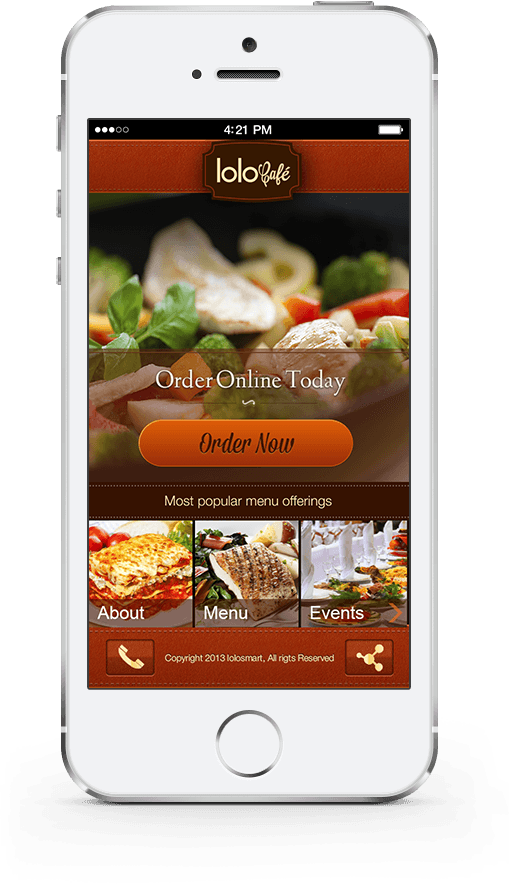 4:21 PM
lolo Café
Order Online Today
Order Now
Most popular menu offerings
About Menu Events
Copyright 2013 lolosmart, All rigts Reserved